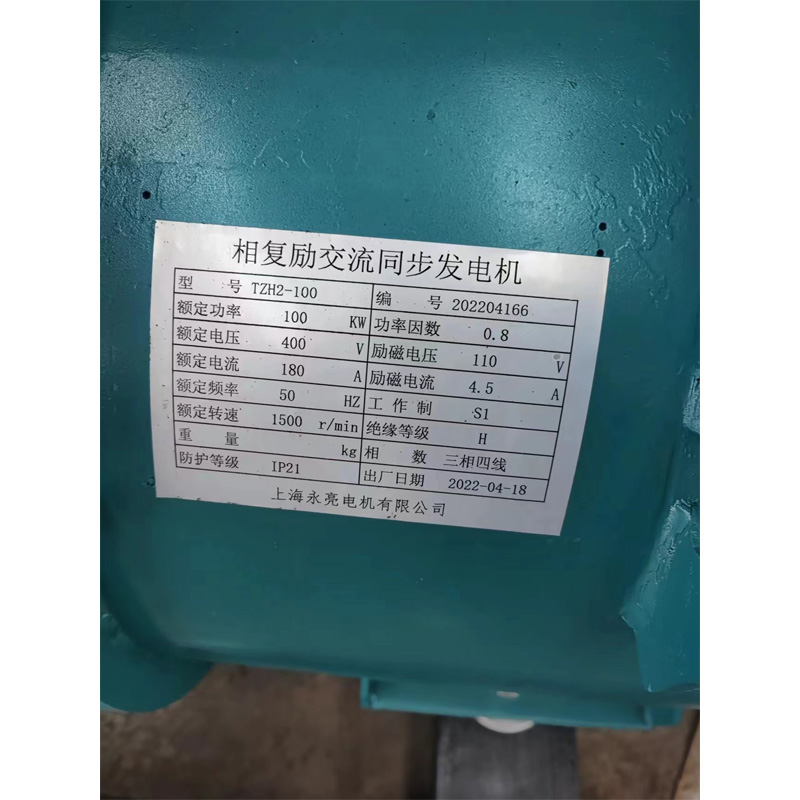 相复励交流同步发电机
型 号 TZH2-100 编 号 202204166
额定功率 100 KW 功率因数 0.8
额定电压 400 V 励磁电压 110 V
额定电流 180 A 励磁电流 4.5 A
额定频率 50 HZ 工作制 S1
额定转速 1500 r/min 绝缘等级 H
重 量 kg 相 数 三相四线
防护等级 IP21 出厂日期 2022-04-18
上海永亮电机有限公司